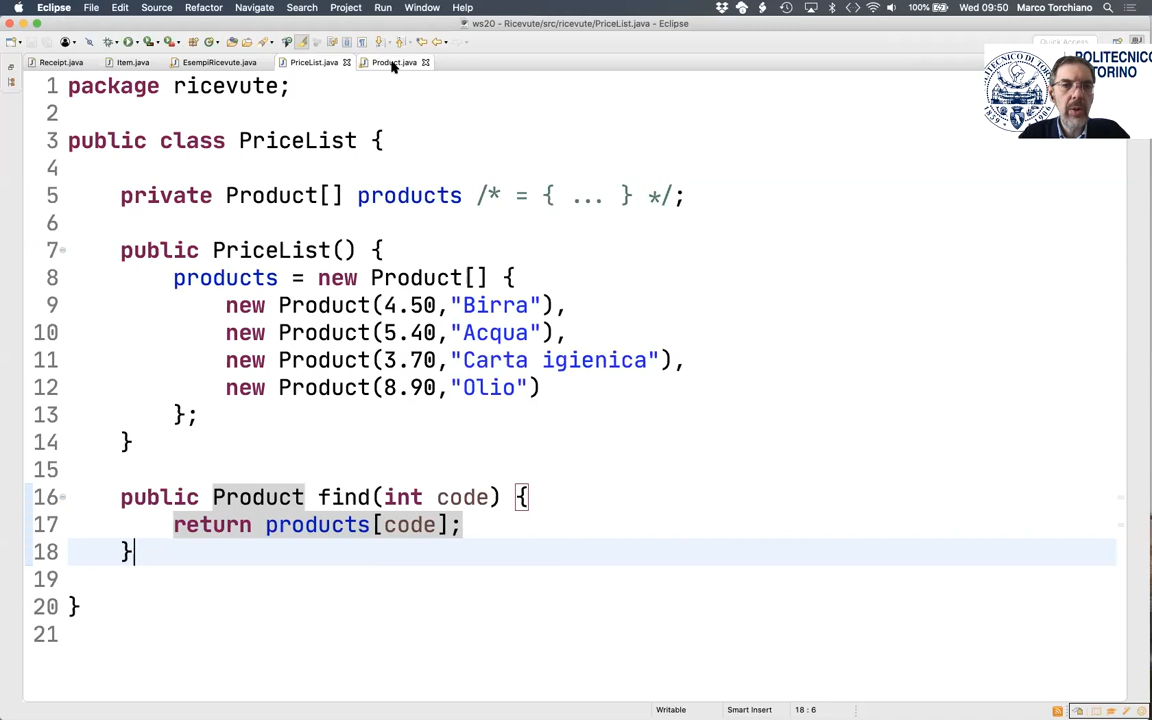 Eclipse File Edit Source Refactor Navigate Search Project Run Window Help 100% Wed 09:50 Marco Torchiano
ws20 - Ricevute/src/ricevute/PriceList.java - Eclipse
Quick Access
Receipt.java Item.java EsempiRicevute.java PriceList.java Product.java
POLITECNICO
TORINO
1859
1906
1 package ricevute;
2
3 public class PriceList {
4
5 private Product[] products /* = { ... } */;
6
7 public PriceList() {
8 products = new Product[] {
9 new Product(4.50,"Birra"),
10 new Product(5.40,"Acqua"),
11 new Product(3.70,"Carta igienica"),
12 new Product(8.90,"Olio")
13 };
14 }
15
16 public Product find(int code) {
17 return products[code];
18 }
19
20 }
21
Writable Smart Insert 18 : 6